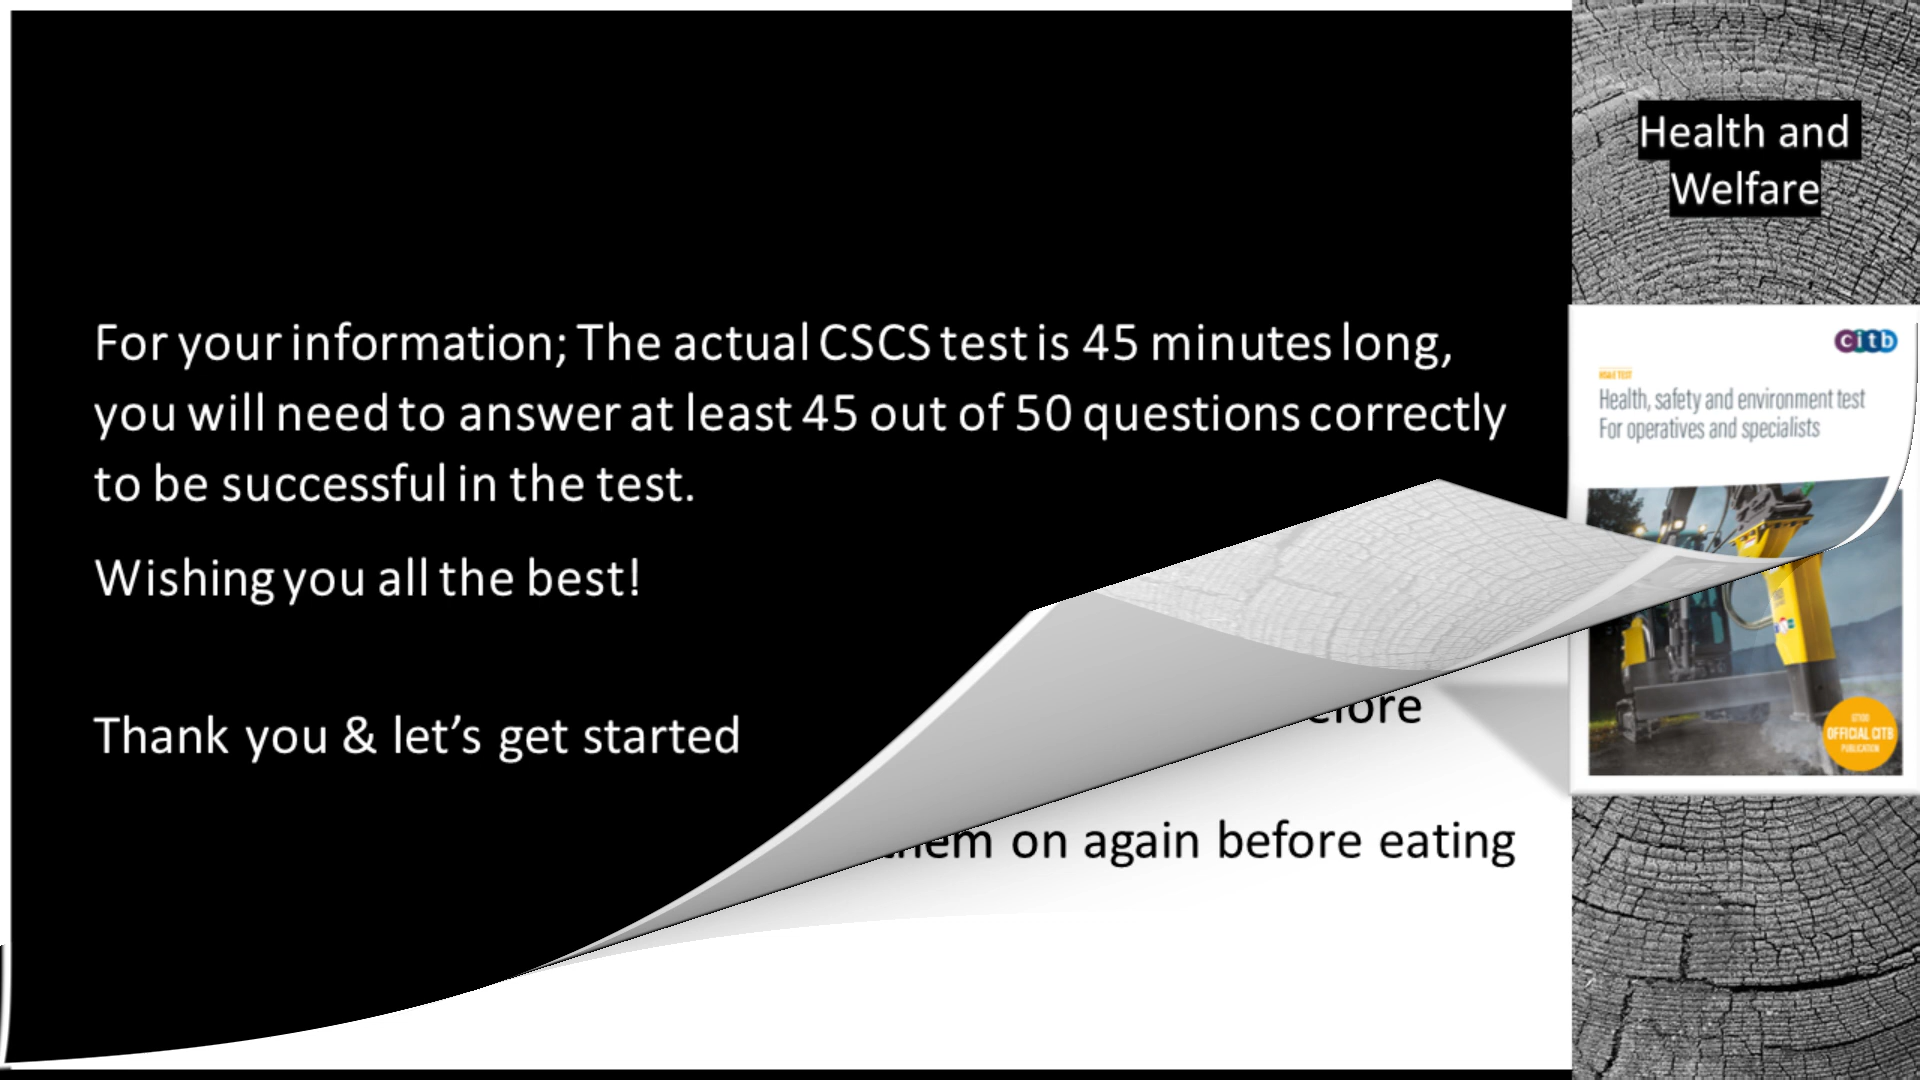 Health and
Welfare
For your information; The actual CSCS test is 45 minutes long,
you will need to answer at least 45 out of 50 questions correctly
to be successful in the test.
Wishing you all the best!
Thank you & let’s get started
on again before eating
citb
HS&E TEST
Health, safety and environment test
For operatives and specialists
OFFICIAL CITB
PUBLICATION